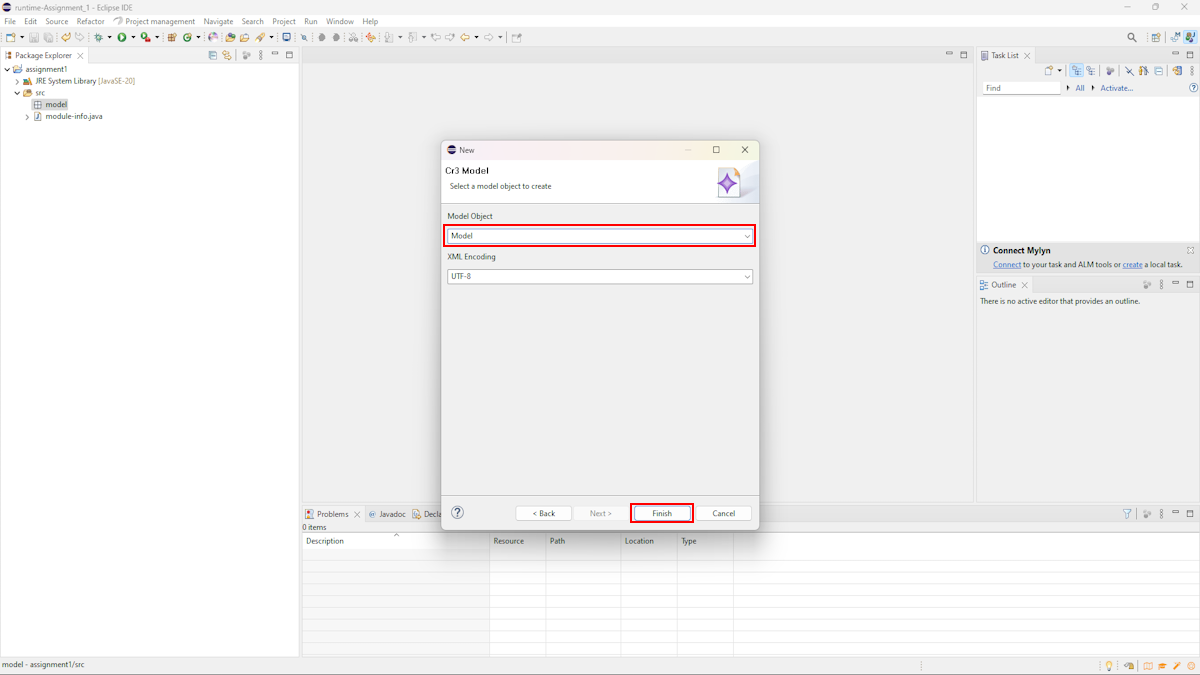 runtime-Assignment_1 - Eclipse IDE
File Edit Source Refactor Project management Navigate Search Project Run Window Help
Package Explorer
assignment1
JRE System Library [JavaSE-20]
src
model
module-info.java
New
Cr3 Model
Select a model object to create
Model Object
Model
XML Encoding
UTF-8
< Back Next > Finish Cancel
Task List
Find All Activate...
Connect Mylyn
Connect to your task and ALM tools or create a local task.
Outline
There is no active editor that provides an outline.
Problems @ Javadoc Decla
0 items
Description Resource Path Location Type
model - assignment1/src